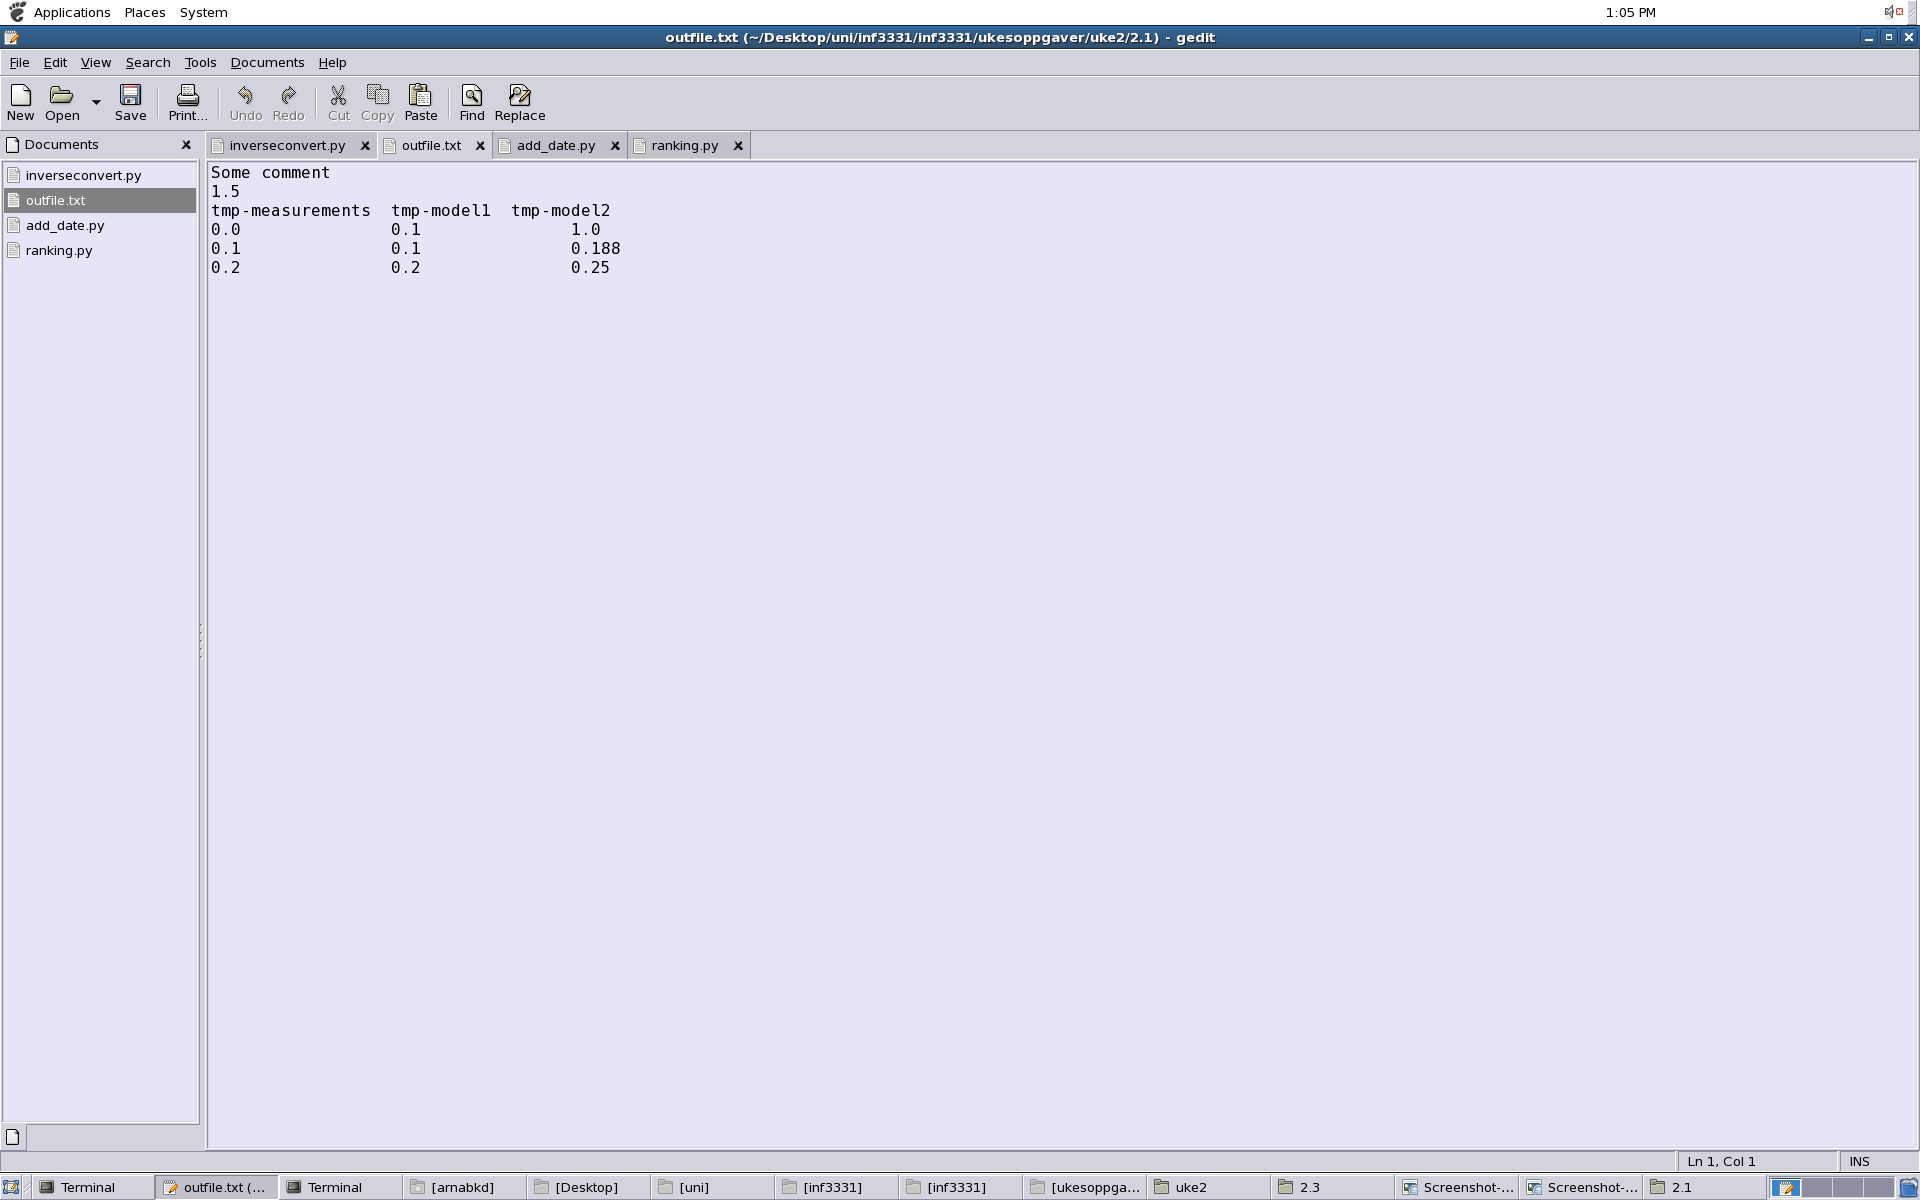 Applications Places System 1:05 PM
outfile.txt (~/Desktop/uni/inf3331/inf3331/ukesoppgaver/uke2/2.1) - gedit
File Edit View Search Tools Documents Help
New Open Save Print... Undo Redo Cut Copy Paste Find Replace
Documents
inverseconvert.py outfile.txt add_date.py ranking.py
inverseconvert.py
outfile.txt
add_date.py
ranking.py
Some comment
1.5
tmp-measurements tmp-model1 tmp-model2
0.0 0.1 1.0
0.1 0.1 0.188
0.2 0.2 0.25
Ln 1, Col 1 INS
Terminal outfile.txt (... Terminal [arnabkd] [Desktop] [uni] [inf3331] [inf3331] [ukesoppga... uke2 2.3 Screenshot-... Screenshot-... 2.1